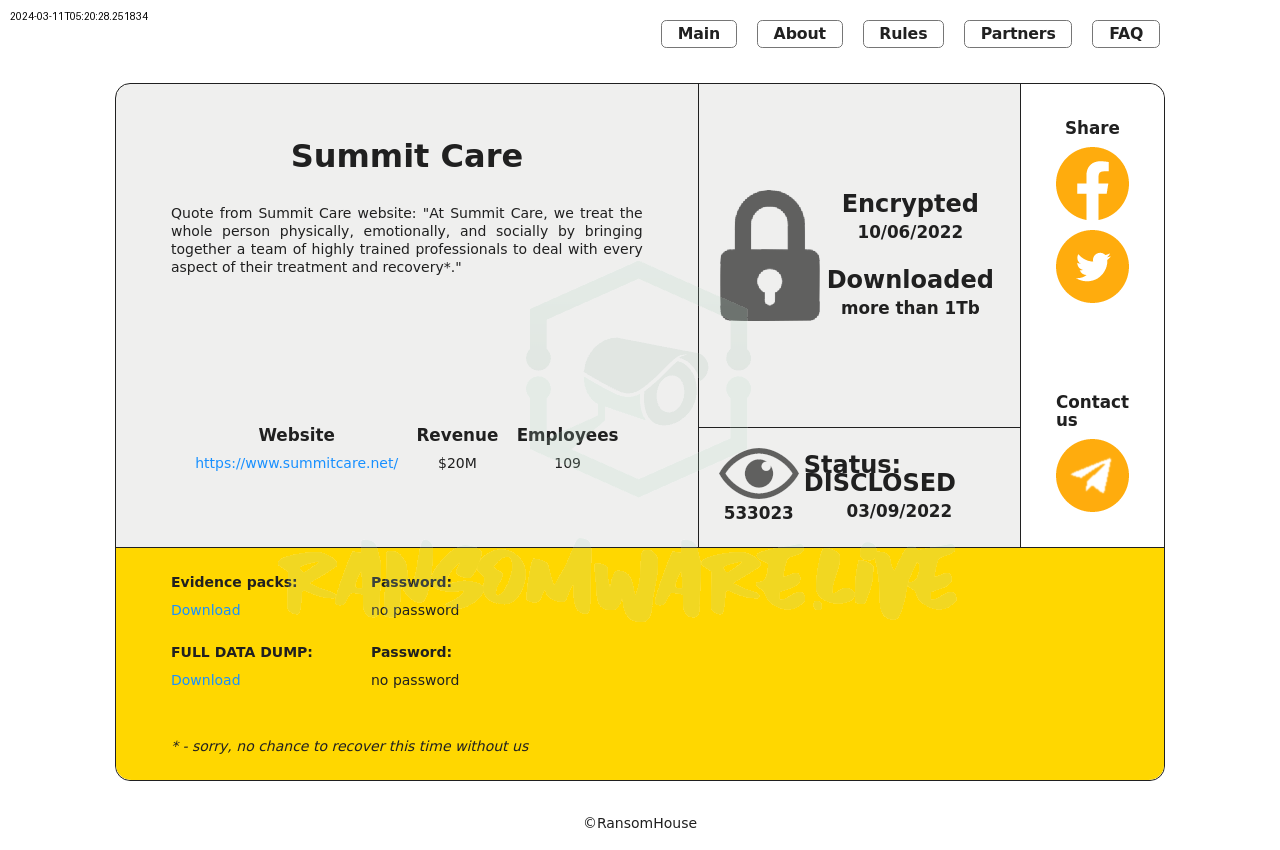 2024-03-11T05:20:28.251834
Main About Rules Partners FAQ
Summit Care
Quote from Summit Care website: "At Summit Care, we treat the
whole person physically, emotionally, and socially by bringing
together a team of highly trained professionals to deal with every
aspect of their treatment and recovery*."
Website Revenue Employees
https://www.summitcare.net/ $20M 109
Encrypted
10/06/2022
Downloaded
more than 1Tb
Status:
DISCLOSED
533023 03/09/2022
Share
Contact
us
RANSOMWARE.LIVE
Evidence packs: Password:
Download no password
FULL DATA DUMP: Password:
Download no password
* - sorry, no chance to recover this time without us
©RansomHouse